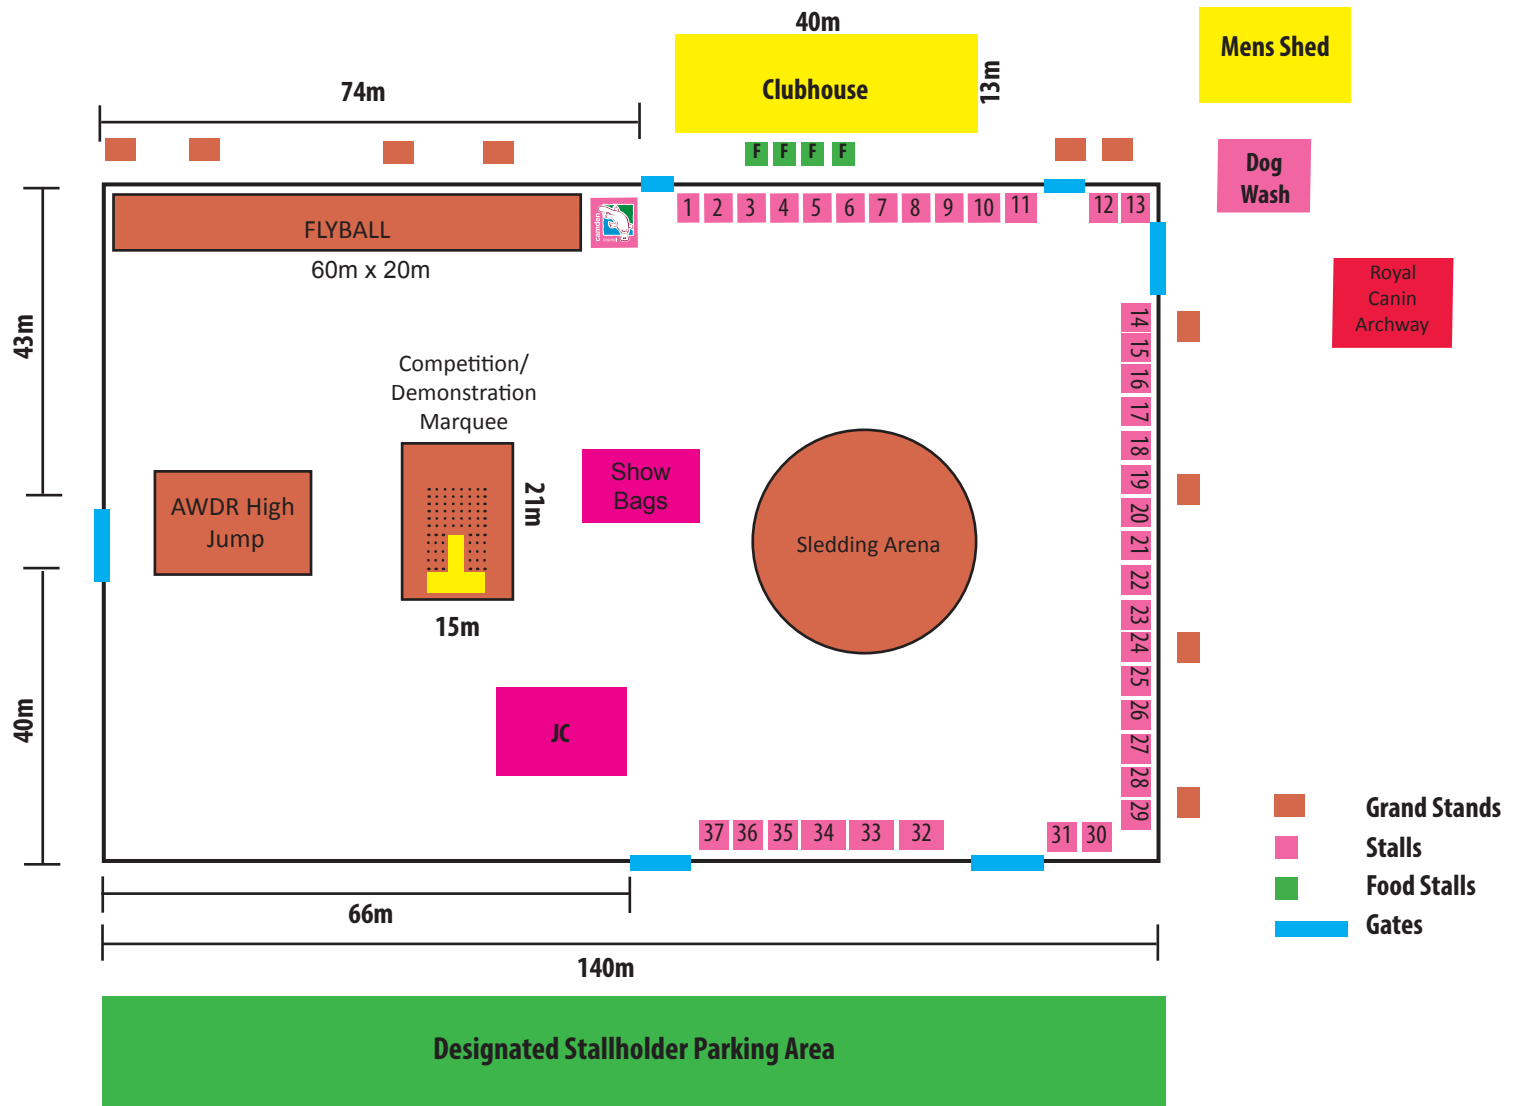 40m
Mens Shed
Clubhouse
13m
74m
F F F F
Dog
Wash
1 2 3 4 5 6 7 8 9 10 11 12 13
camden
FLYBALL
60m x 20m
Royal
Canin
Archway
43m
14
15
16
17
18
19
20
21
22
23
24
25
26
27
28
29
Competition/
Demonstration
Marquee
21m
15m
AWDR High
Jump
Show
Bags
Sledding Arena
40m
JC
37 36 35 34 33 32 31 30
Grand Stands
Stalls
Food Stalls
Gates
66m
140m
Designated Stallholder Parking Area